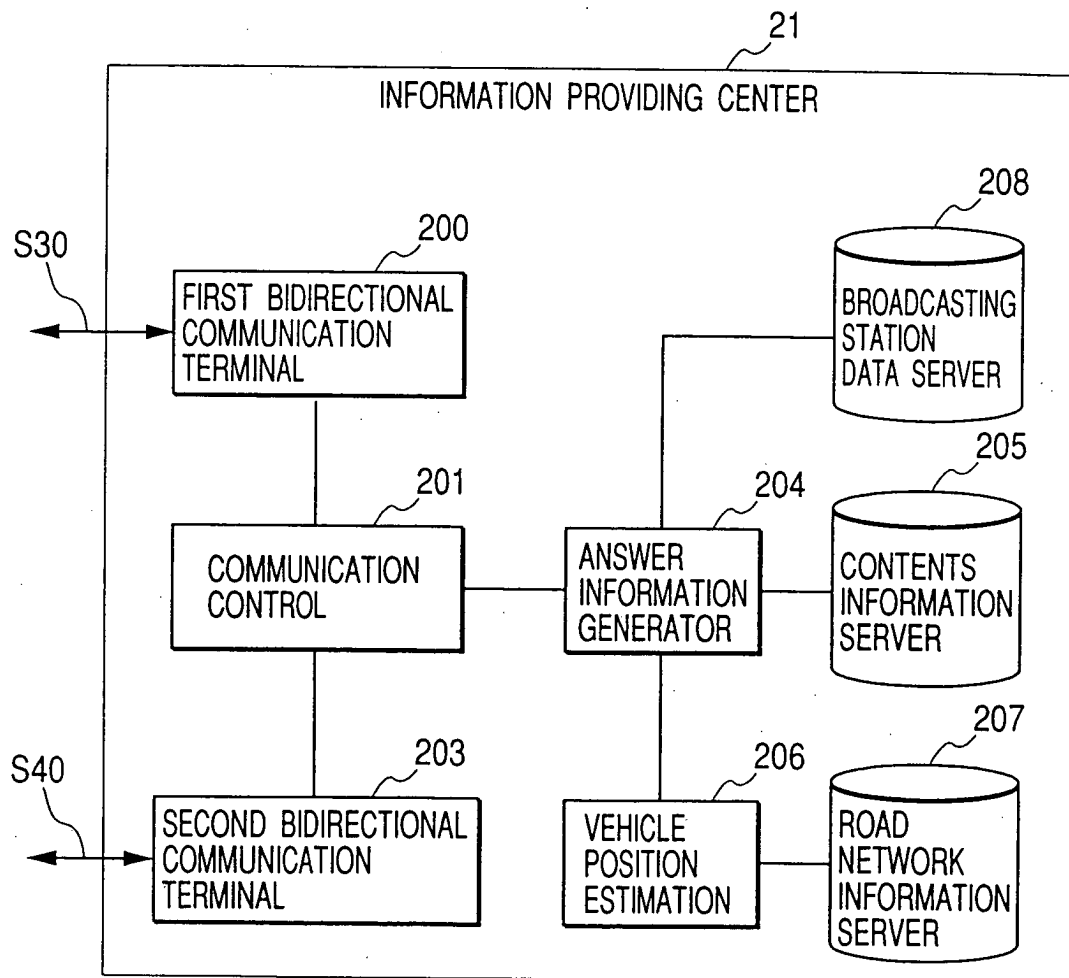 21
INFORMATION PROVIDING CENTER
208
S30
200
FIRST BIDIRECTIONAL
COMMUNICATION
TERMINAL
BROADCASTING
STATION
DATA SERVER
201
204
205
COMMUNICATION
CONTROL
ANSWER
INFORMATION
GENERATOR
CONTENTS
INFORMATION
SERVER
S40
203
206
207
SECOND BIDIRECTIONAL
COMMUNICATION
TERMINAL
VEHICLE
POSITION
ESTIMATION
ROAD
NETWORK
INFORMATION
SERVER